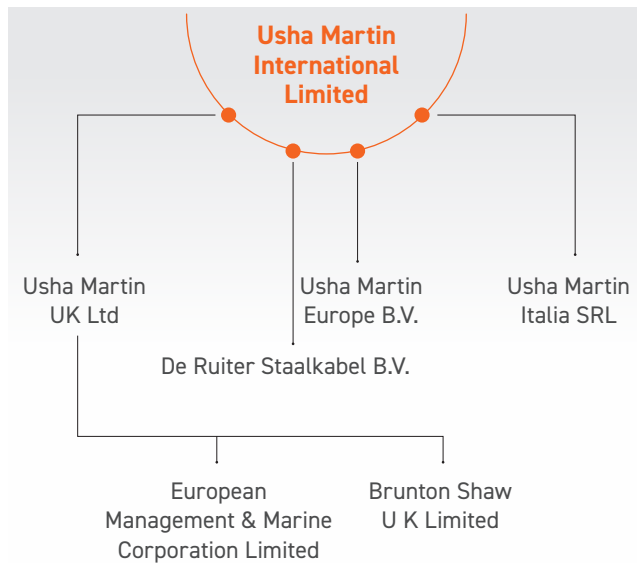 Usha Martin
International
Limited
Usha Martin
UK Ltd
Usha Martin
Europe B.V.
Usha Martin
Italia SRL
De Ruiter Staalkabel B.V.
European
Management & Marine
Corporation Limited
Brunton Shaw
U K Limited